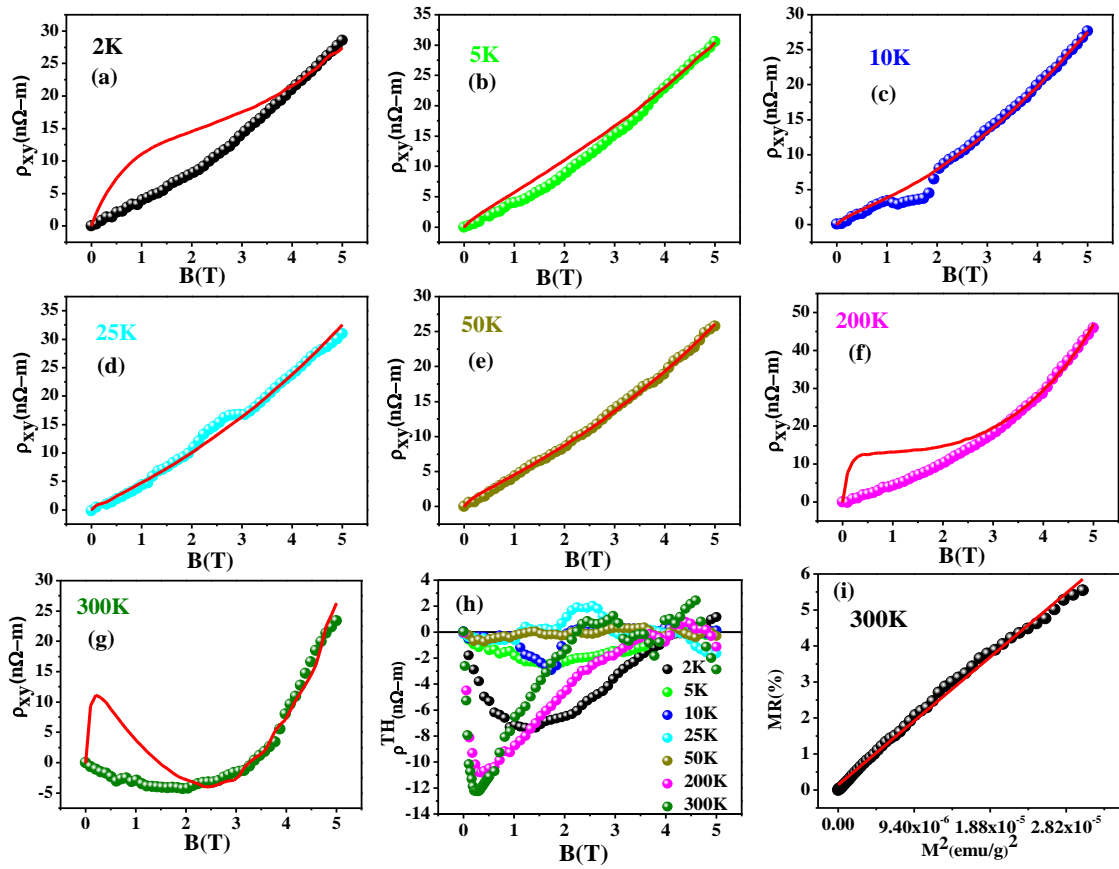 30
25
20
15
10
5
0
ρxy(nΩ−m)
2K
(a)
0 1 2 3 4 5
B(T)
35
30
25
20
15
10
5
0
ρxy(nΩ−m)
5K
(b)
0 1 2 3 4 5
B(T)
30
25
20
15
10
5
0
ρxy(nΩ−m)
10K
(c)
0 1 2 3 4 5
B(T)
35
30
25
20
15
10
5
0
ρxy(nΩ−m)
25K
(d)
0 1 2 3 4 5
B(T)
30
25
20
15
10
5
0
ρxy(nΩ−m)
50K
(e)
0 1 2 3 4 5
B(T)
50
40
30
20
10
0
ρxy(nΩ−m)
200K
(f)
0 1 2 3 4 5
B(T)
30
25
20
15
10
5
0
-5
ρxy(nΩ−m)
300K
(g)
0 1 2 3 4 5
B(T)
4
2
0
-2
-4
-6
-8
-10
-12
-14
ρ^TH(nΩ−m)
(h)
2K
5K
10K
25K
50K
200K
300K
0 1 2 3 4 5
B(T)
6
5
4
3
2
1
0
MR(%)
(i)
300K
0.00 9.40x10^-6 1.88x10^-5 2.82x10^-5
M^2(emu/g)^2